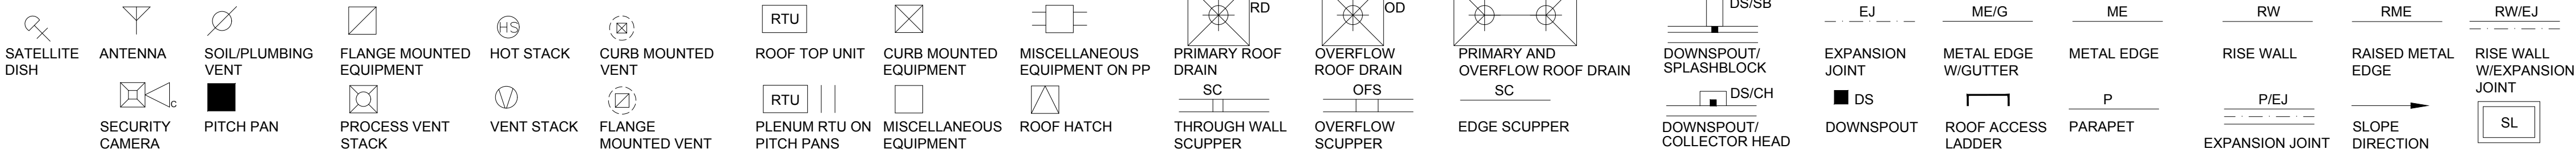 HS
RTU
RD
OD
DS/SB
EJ
ME/G
ME
RW
RME
RW/EJ
SATELLITE
DISH
ANTENNA
SOIL/PLUMBING
VENT
FLANGE MOUNTED
EQUIPMENT
HOT STACK
CURB MOUNTED
VENT
ROOF TOP UNIT
CURB MOUNTED
EQUIPMENT
MISCELLANEOUS
EQUIPMENT ON PP
PRIMARY ROOF
DRAIN
OVERFLOW
ROOF DRAIN
PRIMARY AND
OVERFLOW ROOF DRAIN
DOWNSPOUT/
SPLASHBLOCK
EXPANSION
JOINT
METAL EDGE
W/GUTTER
METAL EDGE
RISE WALL
RAISED METAL
EDGE
RISE WALL
W/EXPANSION
JOINT
C
RTU
SC
OFS
SC
DS/CH
DS
P
P/EJ
SL
SECURITY
CAMERA
PITCH PAN
PROCESS VENT
STACK
VENT STACK
FLANGE
MOUNTED VENT
PLENUM RTU ON
PITCH PANS
MISCELLANEOUS
EQUIPMENT
ROOF HATCH
THROUGH WALL
SCUPPER
OVERFLOW
SCUPPER
EDGE SCUPPER
DOWNSPOUT/
COLLECTOR HEAD
DOWNSPOUT
ROOF ACCESS
LADDER
PARAPET
EXPANSION JOINT
SLOPE
DIRECTION